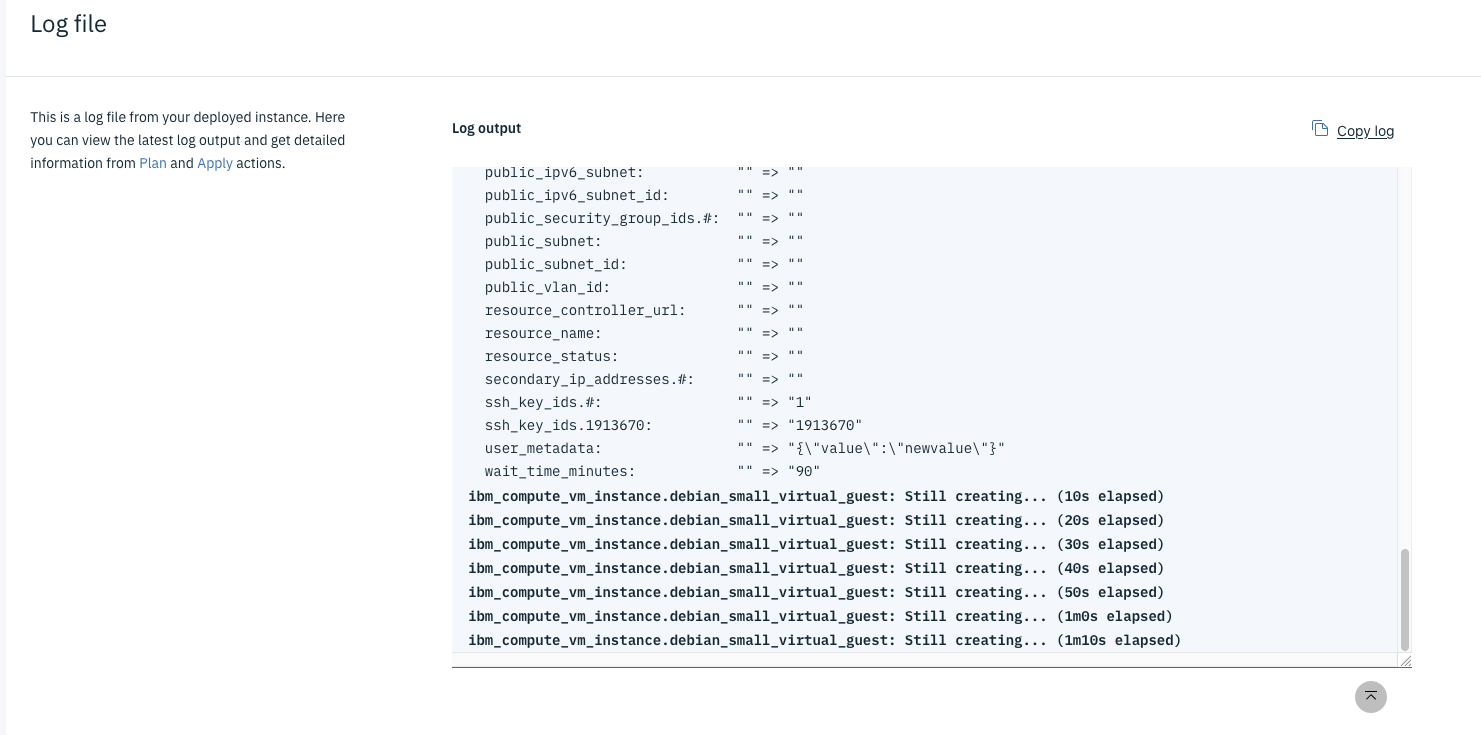 Log file
This is a log file from your deployed instance. Here
you can view the latest log output and get detailed
information from Plan and Apply actions.
Log output
Copy log
public_ipv6_subnet: "" => ""
public_ipv6_subnet_id: "" => ""
public_security_group_ids.#: "" => ""
public_subnet: "" => ""
public_subnet_id: "" => ""
public_vlan_id: "" => ""
resource_controller_url: "" => ""
resource_name: "" => ""
resource_status: "" => ""
secondary_ip_addresses.#: "" => ""
ssh_key_ids.#: "" => "1"
ssh_key_ids.1913670: "" => "1913670"
user_metadata: "" => "{\"value\":\"newvalue\"}"
wait_time_minutes: "" => "90"
ibm_compute_vm_instance.debian_small_virtual_guest: Still creating... (10s elapsed)
ibm_compute_vm_instance.debian_small_virtual_guest: Still creating... (20s elapsed)
ibm_compute_vm_instance.debian_small_virtual_guest: Still creating... (30s elapsed)
ibm_compute_vm_instance.debian_small_virtual_guest: Still creating... (40s elapsed)
ibm_compute_vm_instance.debian_small_virtual_guest: Still creating... (50s elapsed)
ibm_compute_vm_instance.debian_small_virtual_guest: Still creating... (1m0s elapsed)
ibm_compute_vm_instance.debian_small_virtual_guest: Still creating... (1m10s elapsed)